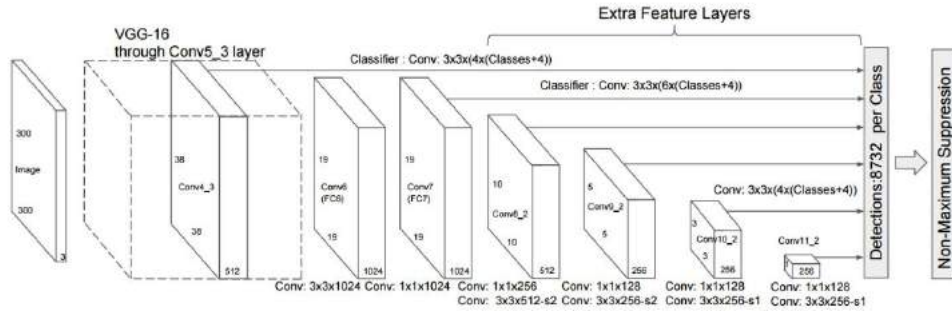 Extra Feature Layers
VGG-16
through Conv5_3 layer
Classifier : Conv: 3x3x(4x(Classes+4))
Classifier : Conv: 3x3x(6x(Classes+4))
Conv: 3x3x(4x(Classes+4))
300
Image
300
3
38
Conv4_3
38
512
19
Conv6
(FC6)
19
1024
19
Conv7
(FC7)
19
1024
10
Conv8_2
10
512
5
Conv9_2
5
256
3
Conv10_2
3
256
Conv11_2
256
Detections:8732 per Class
Non-Maximum Suppression
Conv: 3x3x1024
Conv: 1x1x1024
Conv: 1x1x256
Conv: 3x3x512-s2
Conv: 1x1x128
Conv: 3x3x256-s2
Conv: 1x1x128
Conv: 3x3x256-s1
Conv: 1x1x128
Conv: 3x3x256-s1